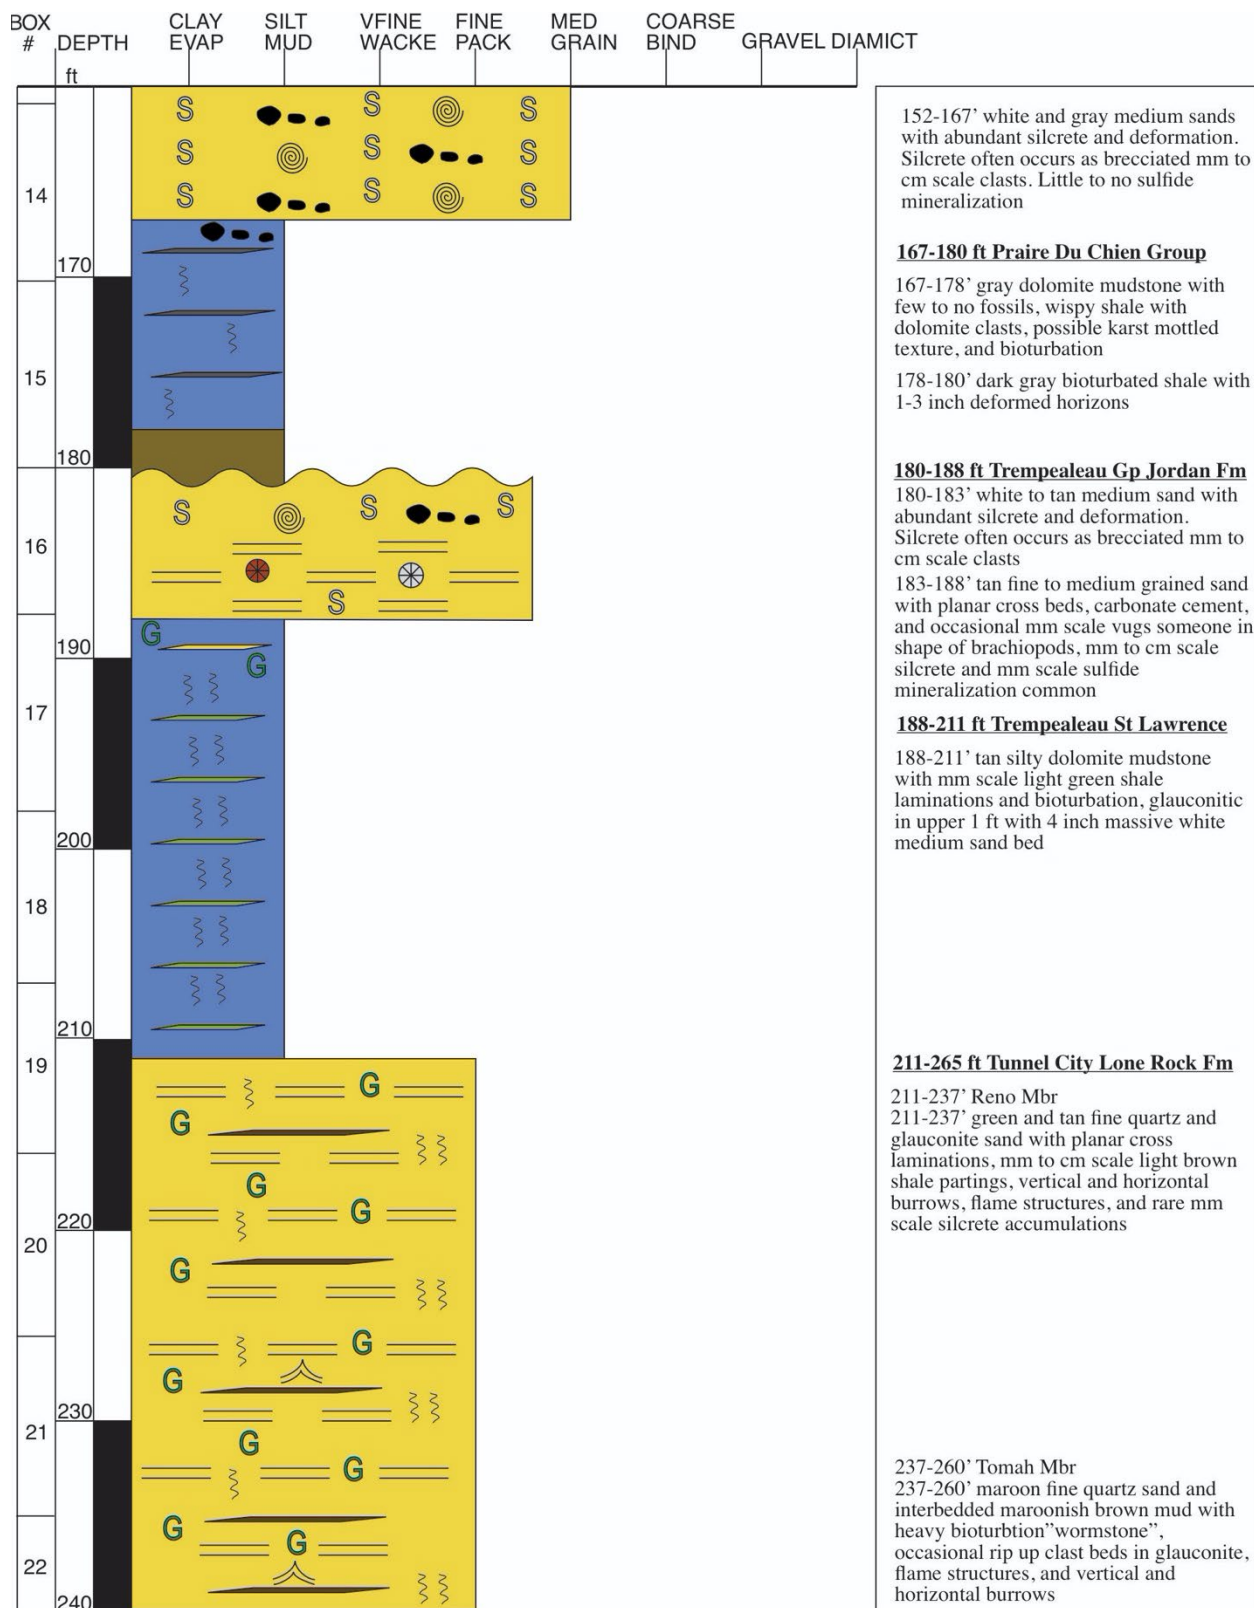 BOX CLAY SILT VFINE FINE MED COARSE
# DEPTH EVAP MUD WACKE PACK GRAIN BIND GRAVEL DIAMICT
ft
S S S
S S S
14
S S S
170
15
180
S S S
16
S
G
190
G
17
200
18
210
19
G
G
G
220
G
20
G
G
G
230
21
G
G
G
G
22
240
152-167’ white and gray medium sands
with abundant silcrete and deformation.
Silcrete often occurs as brecciated mm to
cm scale clasts. Little to no sulfide
mineralization
167-180 ft Praire Du Chien Group
167-178’ gray dolomite mudstone with
few to no fossils, wispy shale with
dolomite clasts, possible karst mottled
texture, and bioturbation
178-180’ dark gray bioturbated shale with
1-3 inch deformed horizons
180-188 ft Trempealeau Gp Jordan Fm
180-183’ white to tan medium sand with
abundant silcrete and deformation.
Silcrete often occurs as brecciated mm to
cm scale clasts
183-188’ tan fine to medium grained sand
with planar cross beds, carbonate cement,
and occasional mm scale vugs someone in
shape of brachiopods, mm to cm scale
silcrete and mm scale sulfide
mineralization common
188-211 ft Trempealeau St Lawrence
188-211’ tan silty dolomite mudstone
with mm scale light green shale
laminations and bioturbation, glauconitic
in upper 1 ft with 4 inch massive white
medium sand bed
211-265 ft Tunnel City Lone Rock Fm
211-237’ Reno Mbr
211-237’ green and tan fine quartz and
glauconite sand with planar cross
laminations, mm to cm scale light brown
shale partings, vertical and horizontal
burrows, flame structures, and rare mm
scale silcrete accumulations
237-260’ Tomah Mbr
237-260’ maroon fine quartz sand and
interbedded maroonish brown mud with
heavy bioturbtion”wormstone”,
occasional rip up clast beds in glauconite,
flame structures, and vertical and
horizontal burrows